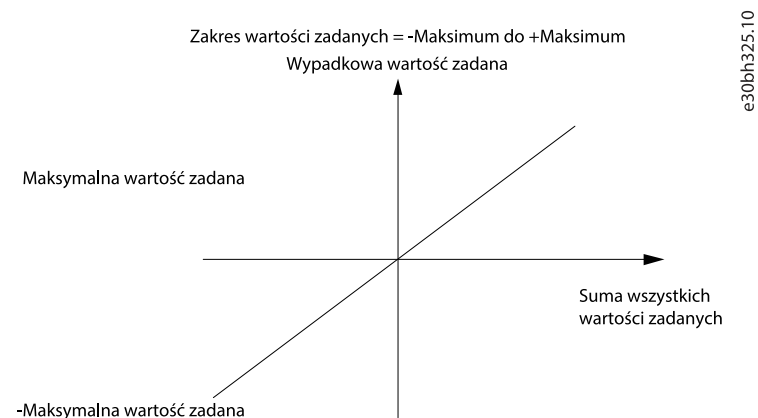 Zakres wartości zadanych = -Maksimum do +Maksimum
Wypadkowa wartość zadana
e30bh325.10
Maksymalna wartość zadana
Suma wszystkich
wartości zadanych
-Maksymalna wartość zadana